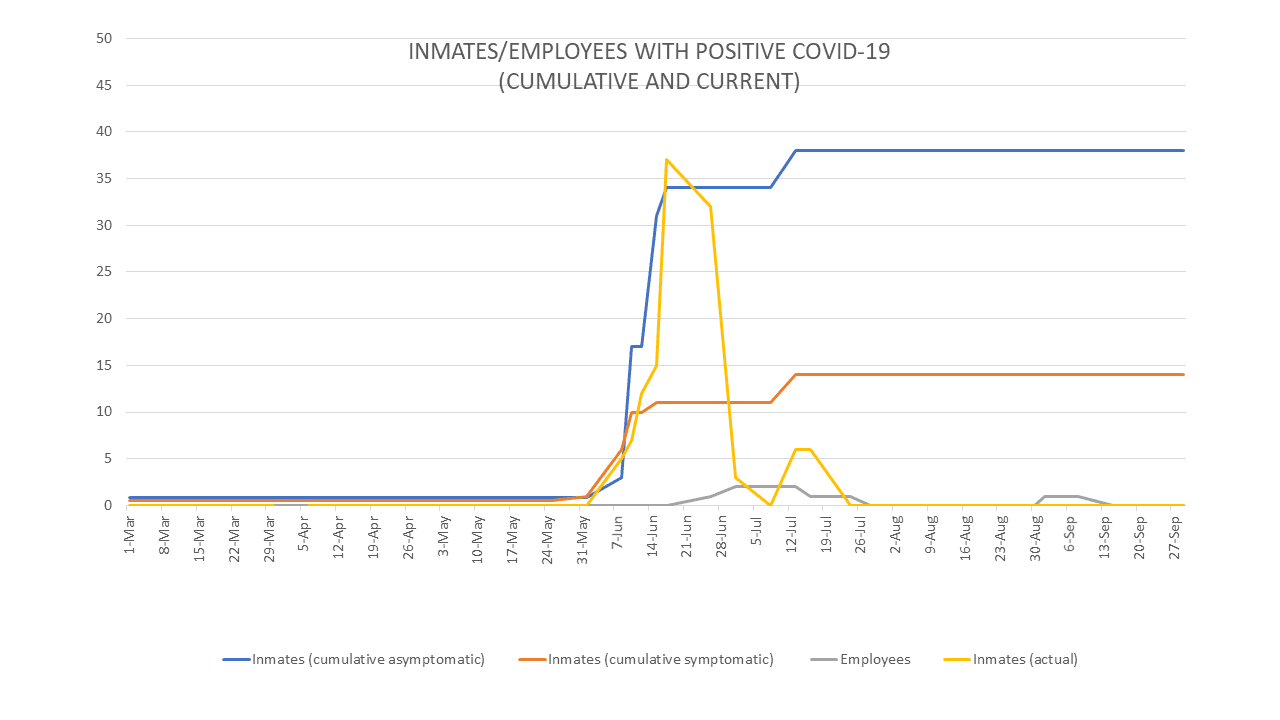 INMATES/EMPLOYEES WITH POSITIVE COVID-19
(CUMULATIVE AND CURRENT)
50
45
40
35
30
25
20
15
10
5
0
1-Mar
8-Mar
15-Mar
22-Mar
29-Mar
5-Apr
12-Apr
19-Apr
26-Apr
3-May
10-May
17-May
24-May
31-May
7-Jun
14-Jun
21-Jun
28-Jun
5-Jul
12-Jul
19-Jul
26-Jul
2-Aug
9-Aug
16-Aug
23-Aug
30-Aug
6-Sep
13-Sep
20-Sep
27-Sep
Inmates (cumulative asymptomatic)
Inmates (cumulative symptomatic)
Employees
Inmates (actual)